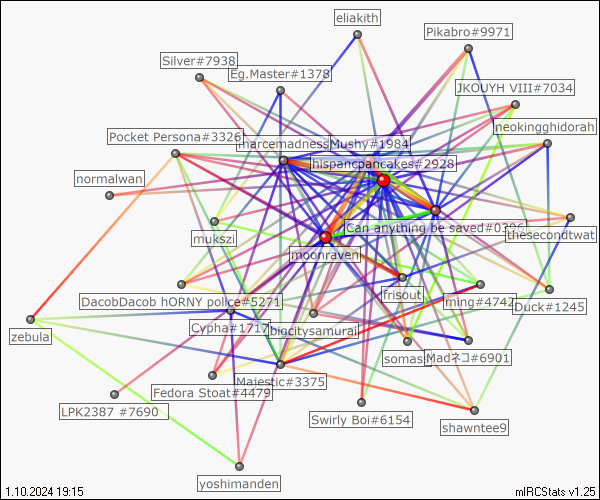 eliakith
Pikabro#9971
Silver#7938
Eg.Master#1378
JKOUYH VIII#7034
neokingghidorah
Pocket Persona#3326
marcemadness
Mushy#1984
hispancpancakes#2928
normalwan
Can anything be saved#0386
mukszi
thesecondtwat
moonraven
DacobDacob hORNY police#5271
frisout
ming#4742
Duck#1245
zebula
Cypha#1717
bigcitysamurai
somass
Madネコ#6901
Majestic#3375
Fedora Stoat#4479
LPK2387 #7690
Swirly Boi#6154
shawntee9
yoshimanden
1.10.2024 19:15
mIRCStats v1.25